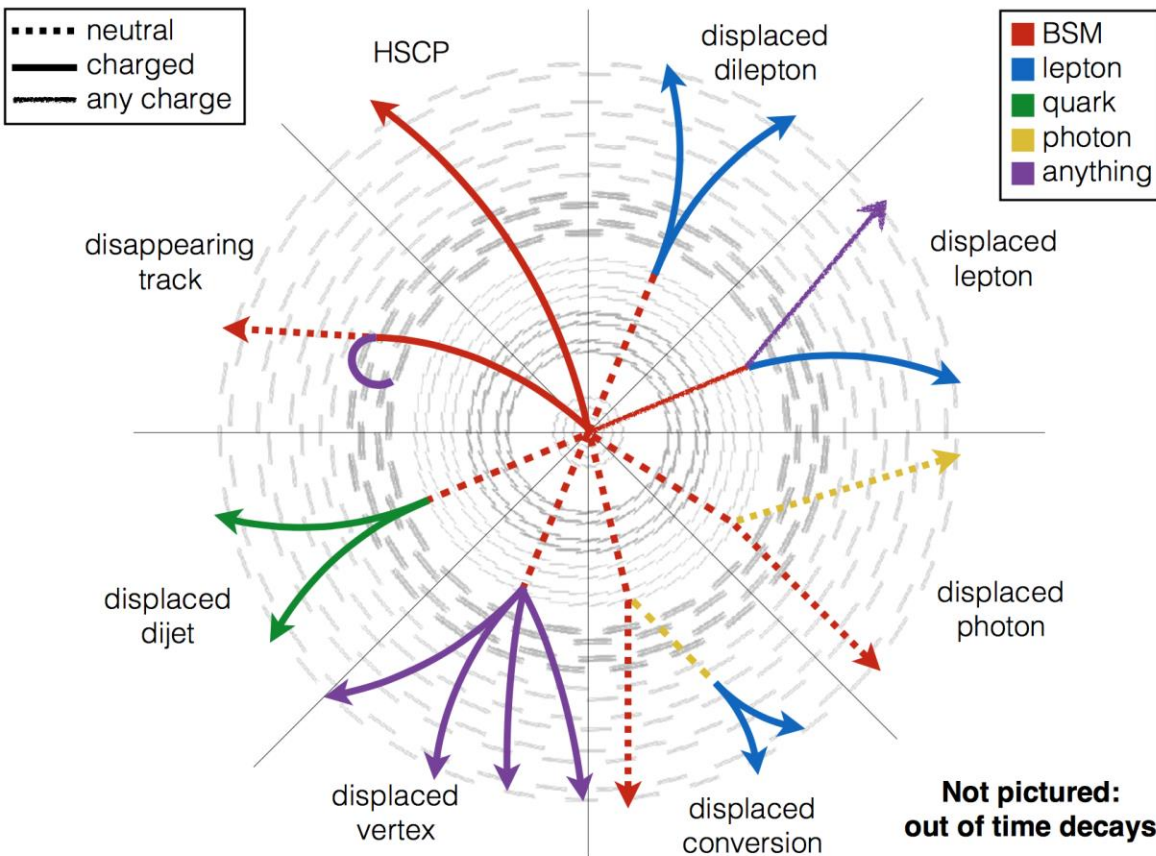 neutral
charged
any charge
HSCP
displaced
dilepton
BSM
lepton
quark
photon
anything
disappearing
track
displaced
lepton
displaced
dijet
displaced
photon
displaced
vertex
displaced
conversion
Not pictured:
out of time decays